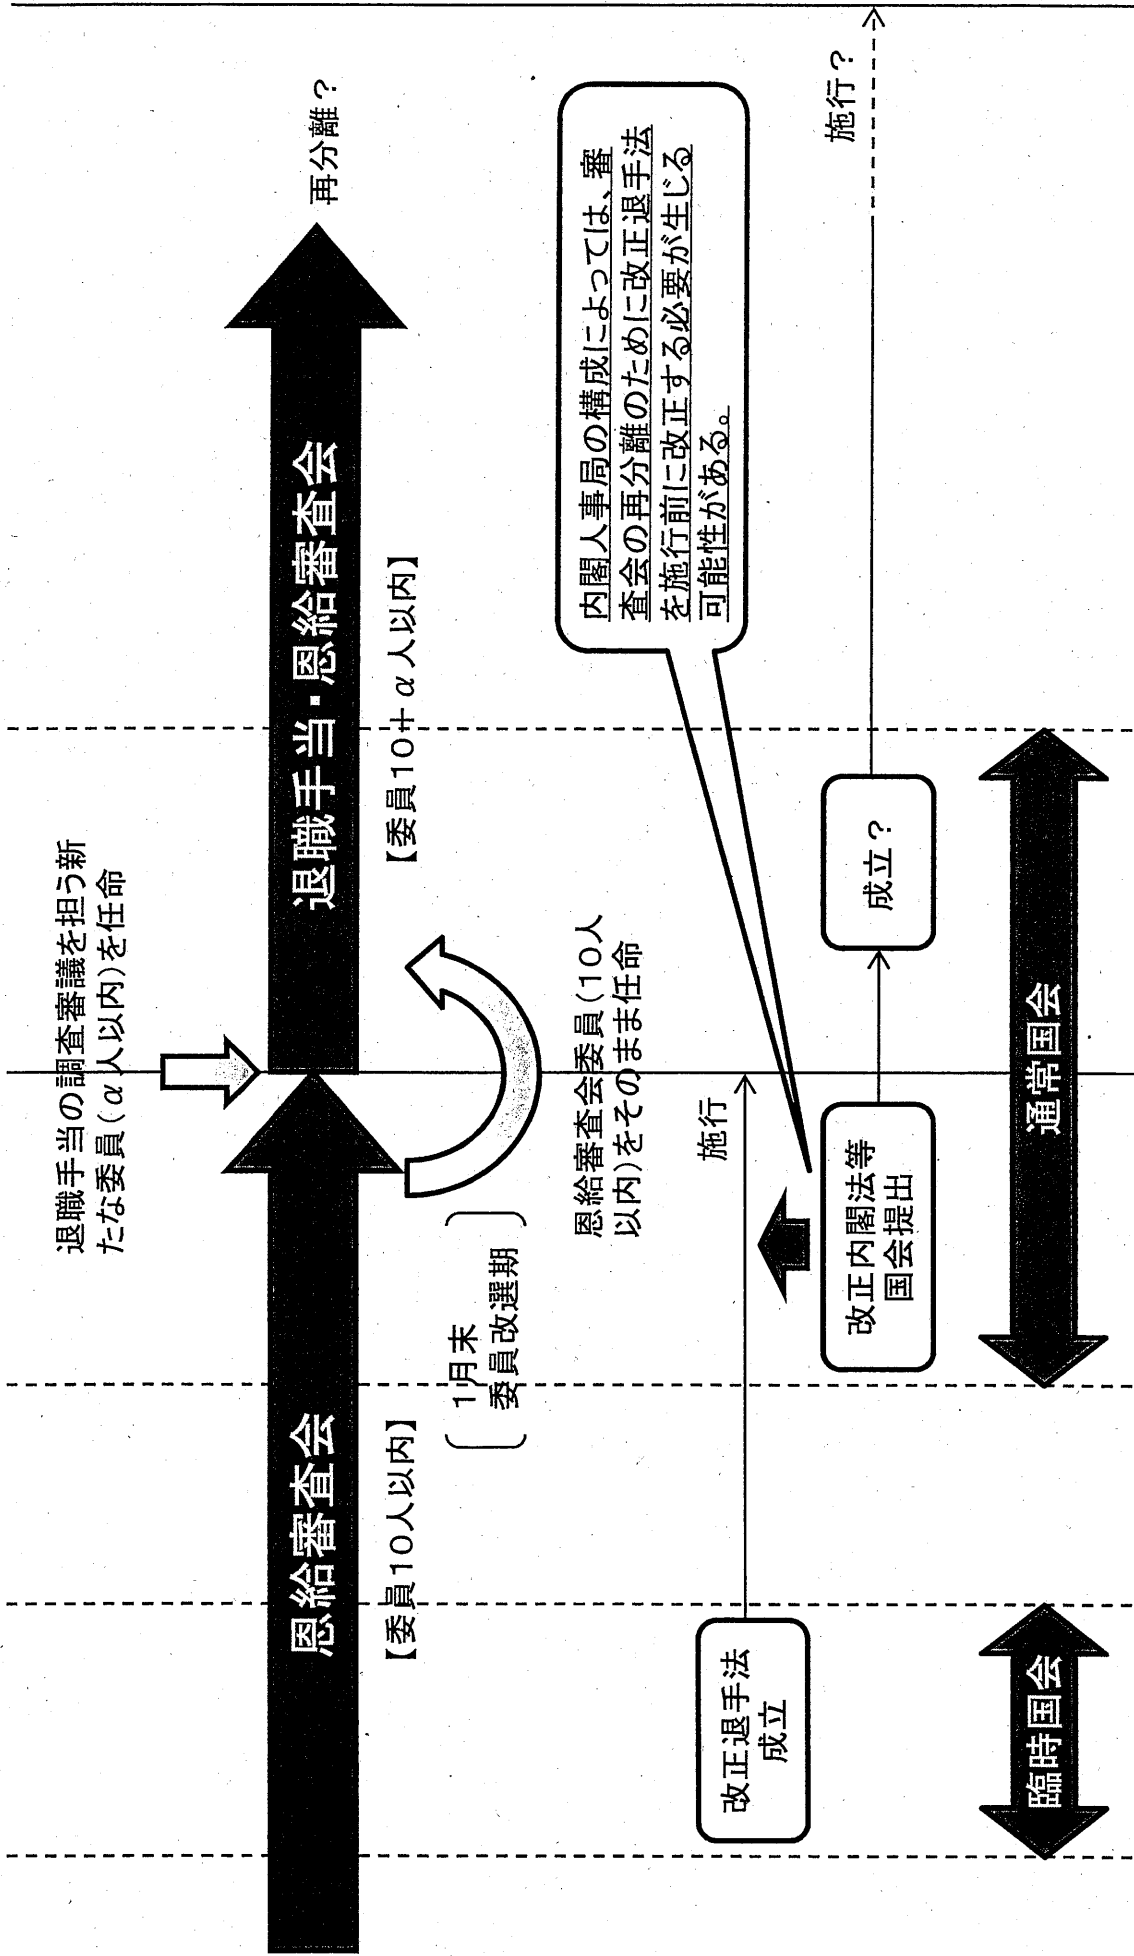 退職手当の調査審議を担う新
たな委員(α人以内)を任命
恩給審査会
退職手当・恩給審査会
再分離?
【委員10人以内】
【委員10+α人以内】
1月末
委員改選期
恩給審査会委員(10人
以内)をそのまま任命
内閣人事局の構成によっては、審
査会の再分離のために改正退手法
を施行前に改正する必要が生じる
可能性がある。
改正退手法
成立
施行
改正内閣法等
国会提出
成立?
施行?
臨時国会
通常国会